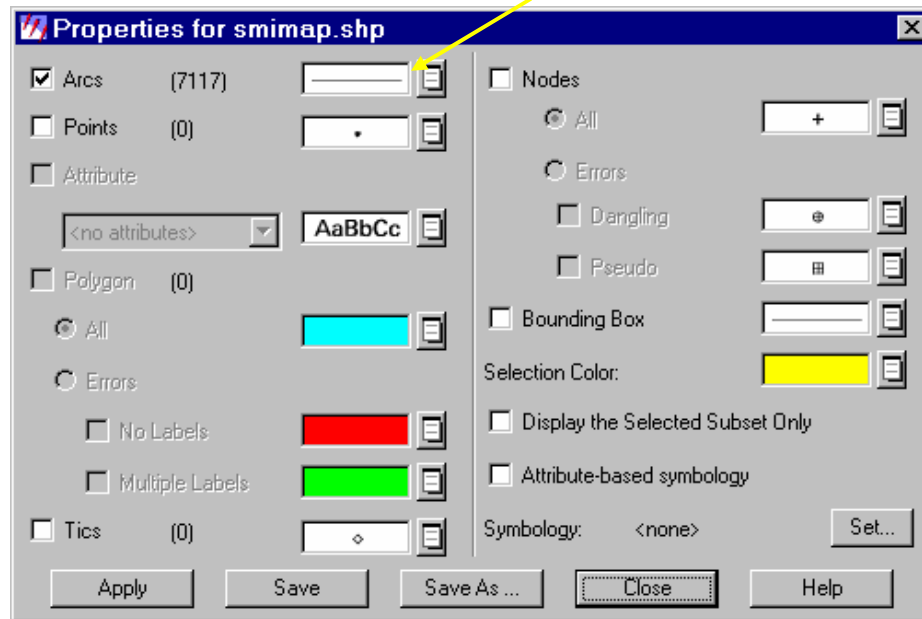 Properties for smimap.shp
Arcs (7117)
Points (0)
Attribute
<no attributes> AaBbCc
Polygon (0)
All
Errors
No Labels
Multiple Labels
Tics (0)
Nodes
All
Errors
Dangling
Pseudo
Bounding Box
Selection Color:
Display the Selected Subset Only
Attribute-based symbology
Symbology: <none> Set...
Apply Save Save As ... Close Help